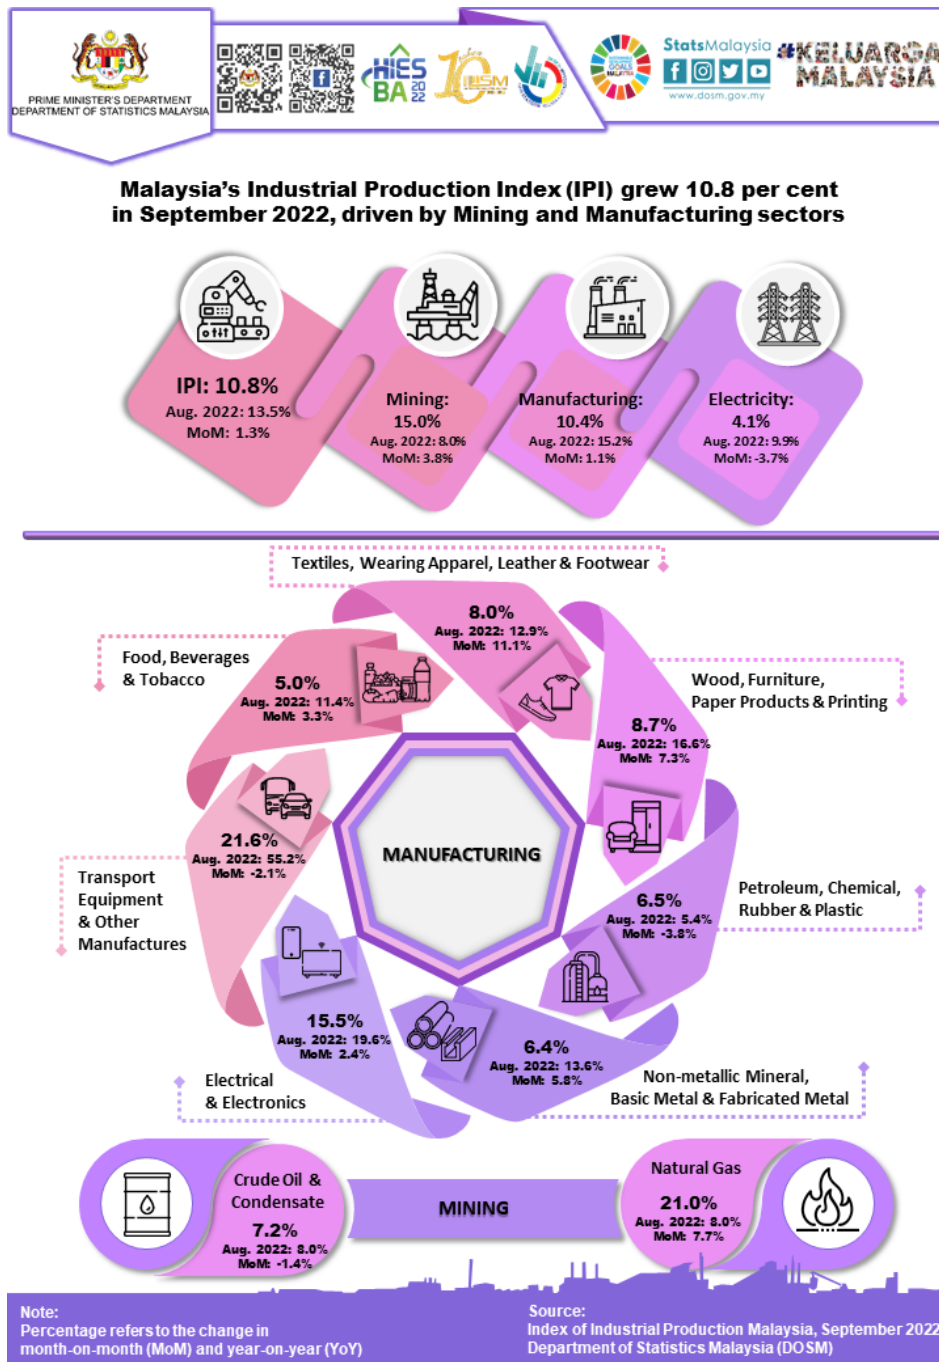 PRIME MINISTER'S DEPARTMENT
DEPARTMENT OF STATISTICS MALAYSIA
HIES
BA
2022
StatsMalaysia
www.dosm.gov.my
#KELUARGA
MALAYSIA
Malaysia's Industrial Production Index (IPI) grew 10.8 per cent
in September 2022, driven by Mining and Manufacturing sectors
IPI: 10.8%
Aug. 2022: 13.5%
MoM: 1.3%
Mining:
15.0%
Aug. 2022: 8.0%
MoM: 3.8%
Manufacturing:
10.4%
Aug. 2022: 15.2%
MoM: 1.1%
Electricity:
4.1%
Aug. 2022: 9.9%
MoM: -3.7%
Textiles, Wearing Apparel, Leather & Footwear
8.0%
Aug. 2022: 12.9%
MoM: 11.1%
Food, Beverages
& Tobacco
5.0%
Aug. 2022: 11.4%
MoM: 3.3%
Wood, Furniture,
Paper Products & Printing
8.7%
Aug. 2022: 16.6%
MoM: 7.3%
MANUFACTURING
21.6%
Aug. 2022: 55.2%
MoM: -2.1%
Transport
Equipment
& Other
Manufactures
6.5%
Aug. 2022: 5.4%
MoM: -3.8%
Petroleum, Chemical,
Rubber & Plastic
15.5%
Aug. 2022: 19.6%
MoM: 2.4%
Electrical
& Electronics
6.4%
Aug. 2022: 13.6%
MoM: 5.8%
Non-metallic Mineral,
Basic Metal & Fabricated Metal
Crude Oil &
Condensate
7.2%
Aug. 2022: 8.0%
MoM: -1.4%
MINING
Natural Gas
21.0%
Aug. 2022: 8.0%
MoM: 7.7%
Note:
Percentage refers to the change in
month-on-month (MoM) and year-on-year (YoY)
Source:
Index of Industrial Production Malaysia, September 2022
Department of Statistics Malaysia (DOSM)